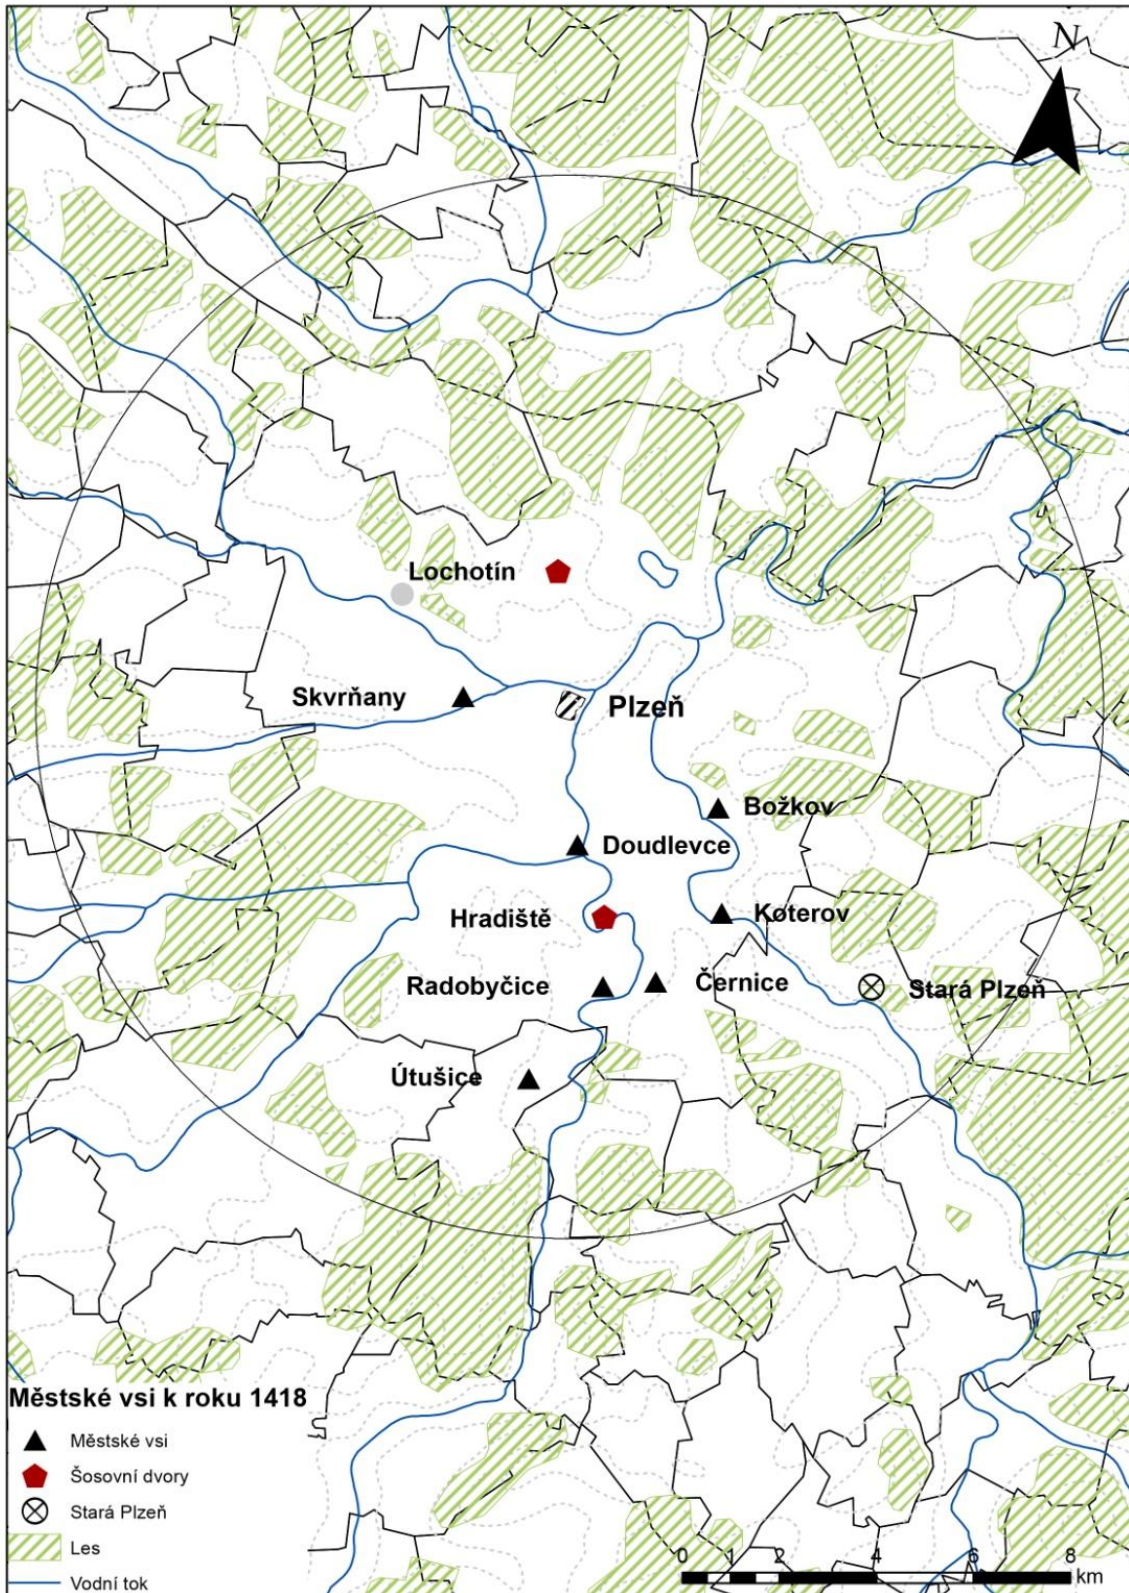 N
Lochotín
Skvrňany
Plzeň
Božkov
Doudlevce
Hradiště
Koterov
Radobyčice
Černice
Stará Plzeň
Útušice
Městské vsi k roku 1418
Městské vsi
Šosovní dvory
Stará Plzeň
Les
Vodní tok
0 1 2 4 6 8
km